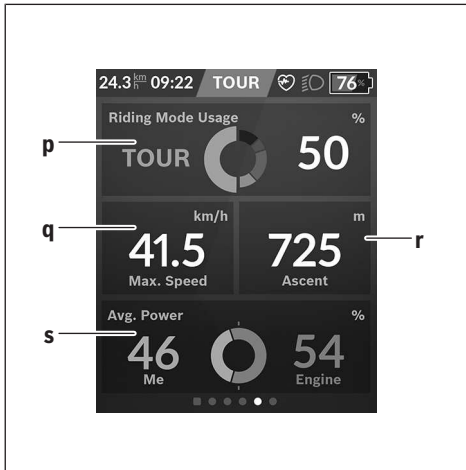 24.3 km/h 09:22 TOUR 76%
Riding Mode Usage %
p TOUR 50
q km/h m
41.5 725 r
Max. Speed Ascent
Avg. Power %
s 46 54
Me Engine